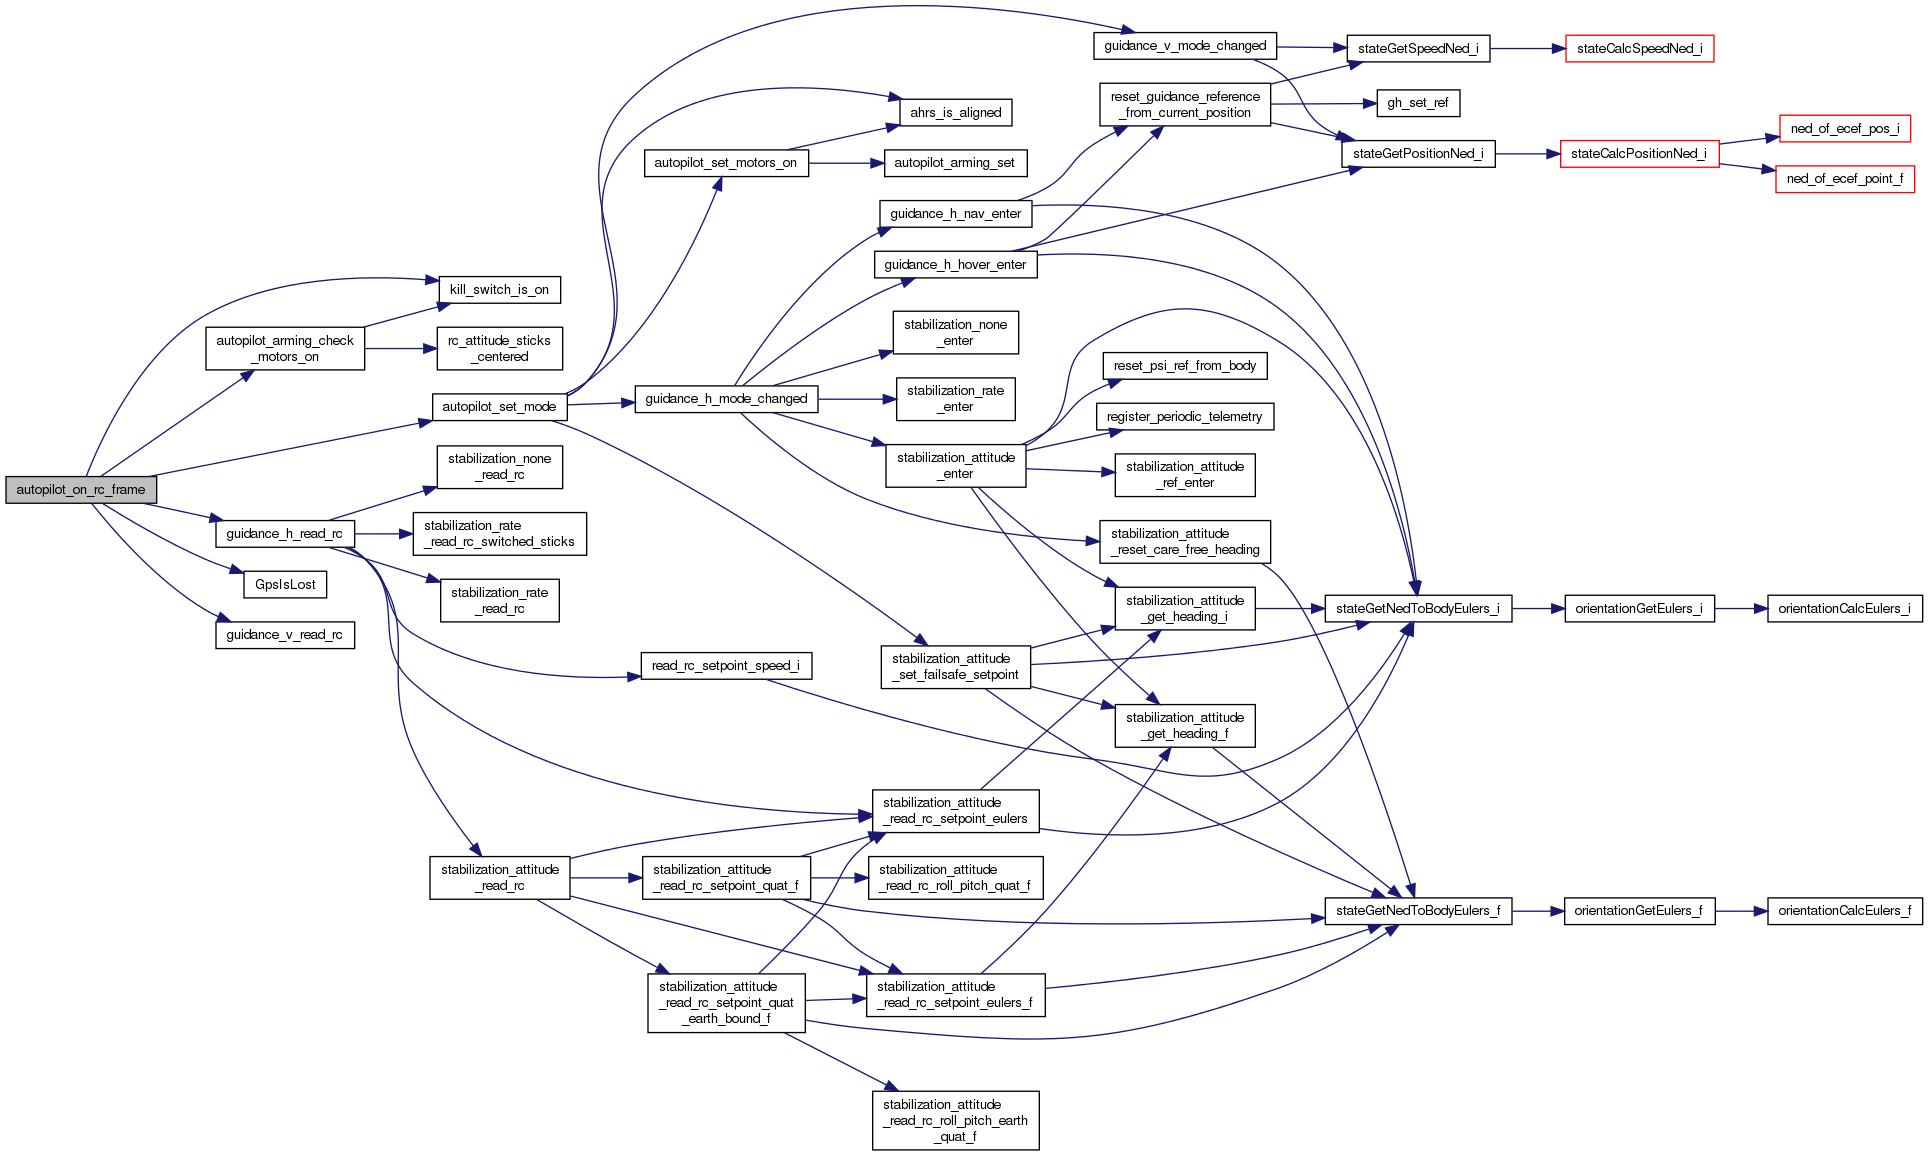 autopilot_on_rc_frame
kill_switch_is_on
autopilot_arming_check
_motors_on
rc_attitude_sticks
_centered
autopilot_set_mode
guidance_h_read_rc
GpsIsLost
guidance_v_read_rc
stabilization_none
_read_rc
stabilization_rate
_read_rc_switched_sticks
stabilization_rate
_read_rc
stabilization_attitude
_read_rc
autopilot_set_motors_on
guidance_h_mode_changed
read_rc_setpoint_speed_i
stabilization_attitude
_read_rc_setpoint_quat_f
stabilization_attitude
_read_rc_setpoint_quat
_earth_bound_f
ahrs_is_aligned
autopilot_arming_set
guidance_h_nav_enter
guidance_h_hover_enter
stabilization_none
_enter
stabilization_rate
_enter
stabilization_attitude
_enter
stabilization_attitude
_set_failsafe_setpoint
stabilization_attitude
_read_rc_setpoint_eulers
stabilization_attitude
_read_rc_roll_pitch_quat_f
stabilization_attitude
_read_rc_setpoint_eulers_f
stabilization_attitude
_read_rc_roll_pitch_earth
_quat_f
guidance_v_mode_changed
reset_guidance_reference
_from_current_position
reset_psi_ref_from_body
register_periodic_telemetry
stabilization_attitude
_ref_enter
stabilization_attitude
_reset_care_free_heading
stabilization_attitude
_get_heading_i
stabilization_attitude
_get_heading_f
stateGetSpeedNed_i
gh_set_ref
stateGetPositionNed_i
stateGetNedToBodyEulers_i
stateGetNedToBodyEulers_f
stateCalcSpeedNed_i
stateCalcPositionNed_i
orientationGetEulers_i
orientationGetEulers_f
ned_of_ecef_pos_i
ned_of_ecef_point_f
orientationCalcEulers_i
orientationCalcEulers_f